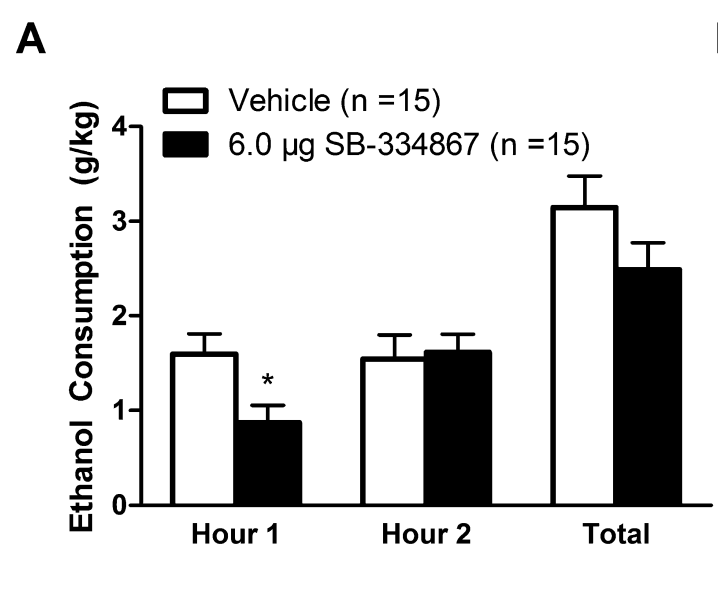 A
Vehicle (n =15)
6.0 µg SB-334867 (n =15)
Ethanol Consumption (g/kg)
4
3
2
1
0
*
Hour 1
Hour 2
Total